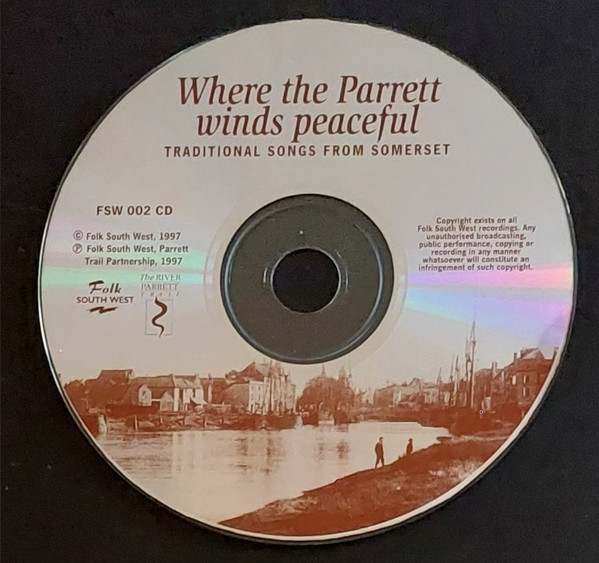 Where the Parrett
winds peaceful
TRADITIONAL SONGS FROM SOMERSET
FSW 002 CD
© Folk South West, 1997
℗ Folk South West, Parrett
Trail Partnership, 1997
Folk
SOUTH WEST
The RIVER
PARRETT
TRAIL
Copyright exists on all
Folk South West recordings. Any
unauthorised broadcasting,
public performance, copying or
recording in any manner
whatsoever will constitute an
infringement of such copyright.